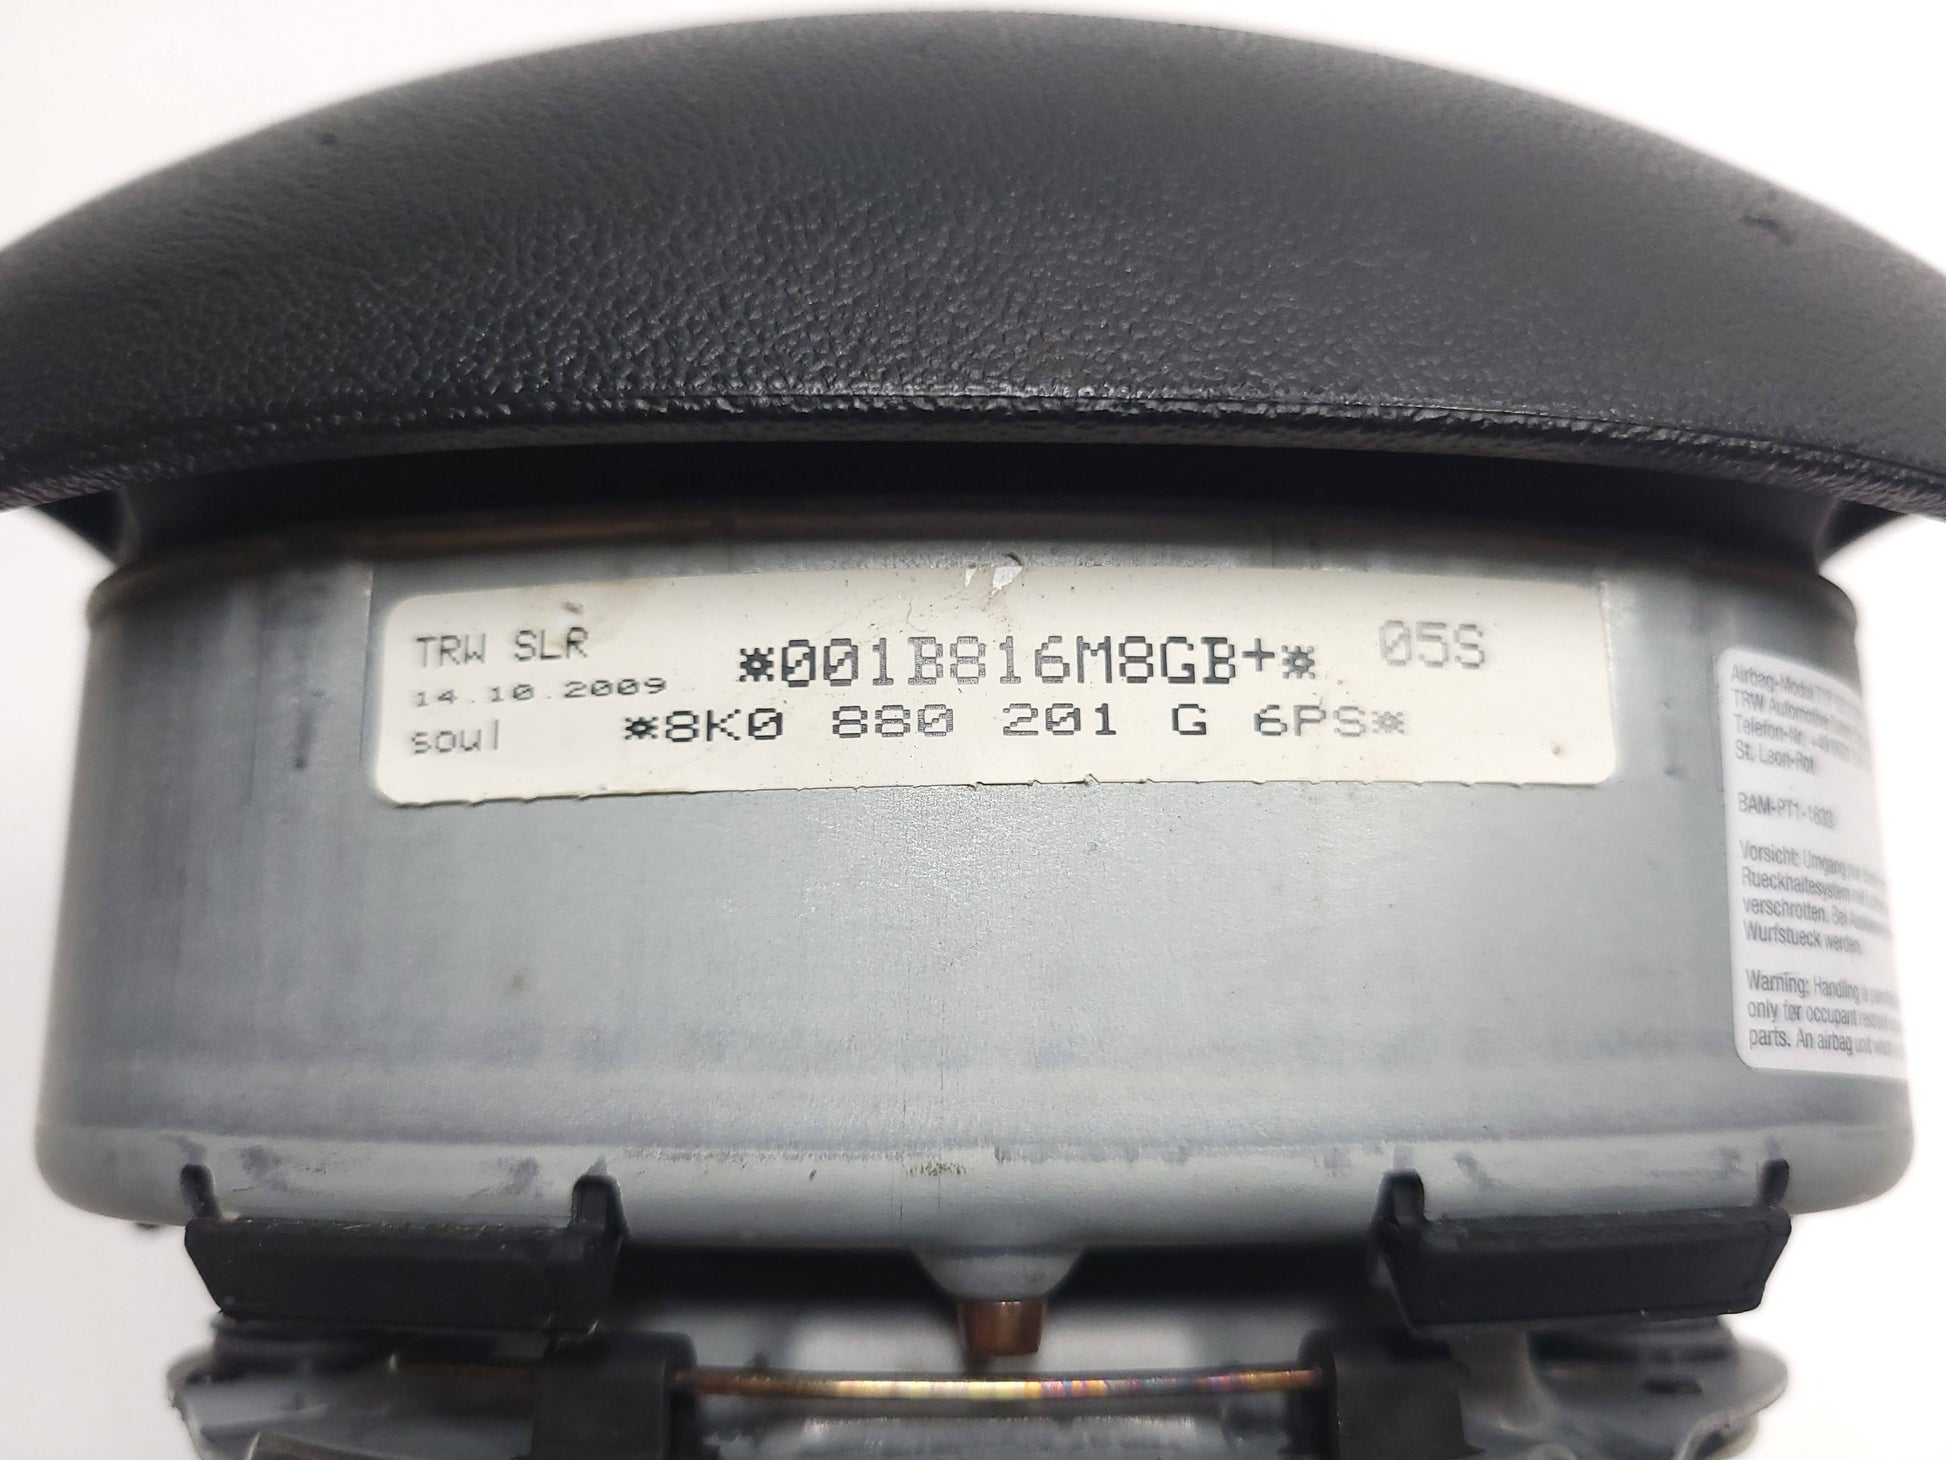 TRW SLR
14.10.2009
soul
*001B816M8GB+*
05S
*8K0 880 201 G 6PS*
Airbag-Modul TYP
TRW Automotive
Telefon-Nr.
St. Leon-Rot
BAM-PT1-1633
Vorsicht: Umgang nur
Rueckhaltesystem
verschrotten. Bei
Wurfstueck werden.
Warning: Handling is
only for occupant
parts. An airbag unit